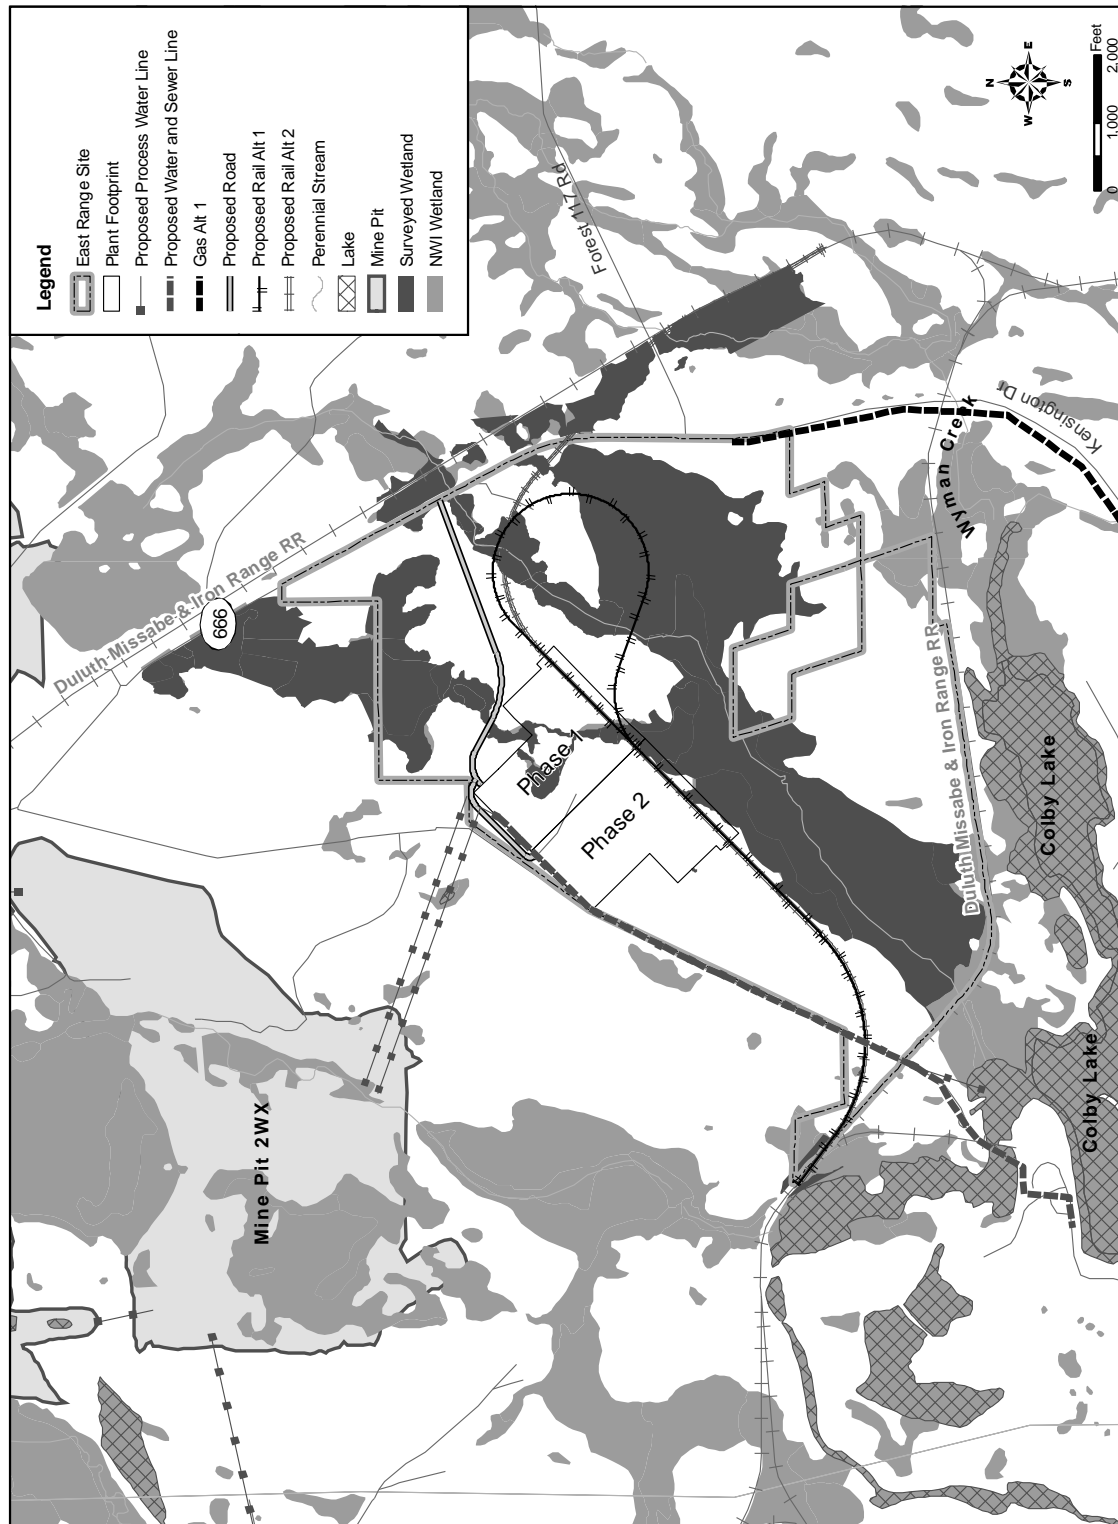 Legend
East Range Site
Plant Footprint
Proposed Process Water Line
Proposed Water and Sewer Line
Gas Alt 1
Proposed Road
Proposed Rail Alt 1
Proposed Rail Alt 2
Perennial Stream
Lake
Mine Pit
Surveyed Wetland
NWI Wetland
N
E
S
W
Feet
0
1,000
2,000
Duluth Missabe & Iron Range RR
666
Forest 117 Rd
Mine Pit 2WX
Phase 1
Phase 2
Wyman Creek
Kensington Dr
Duluth Missabe & Iron Range RR
Colby Lake
Colby Lake